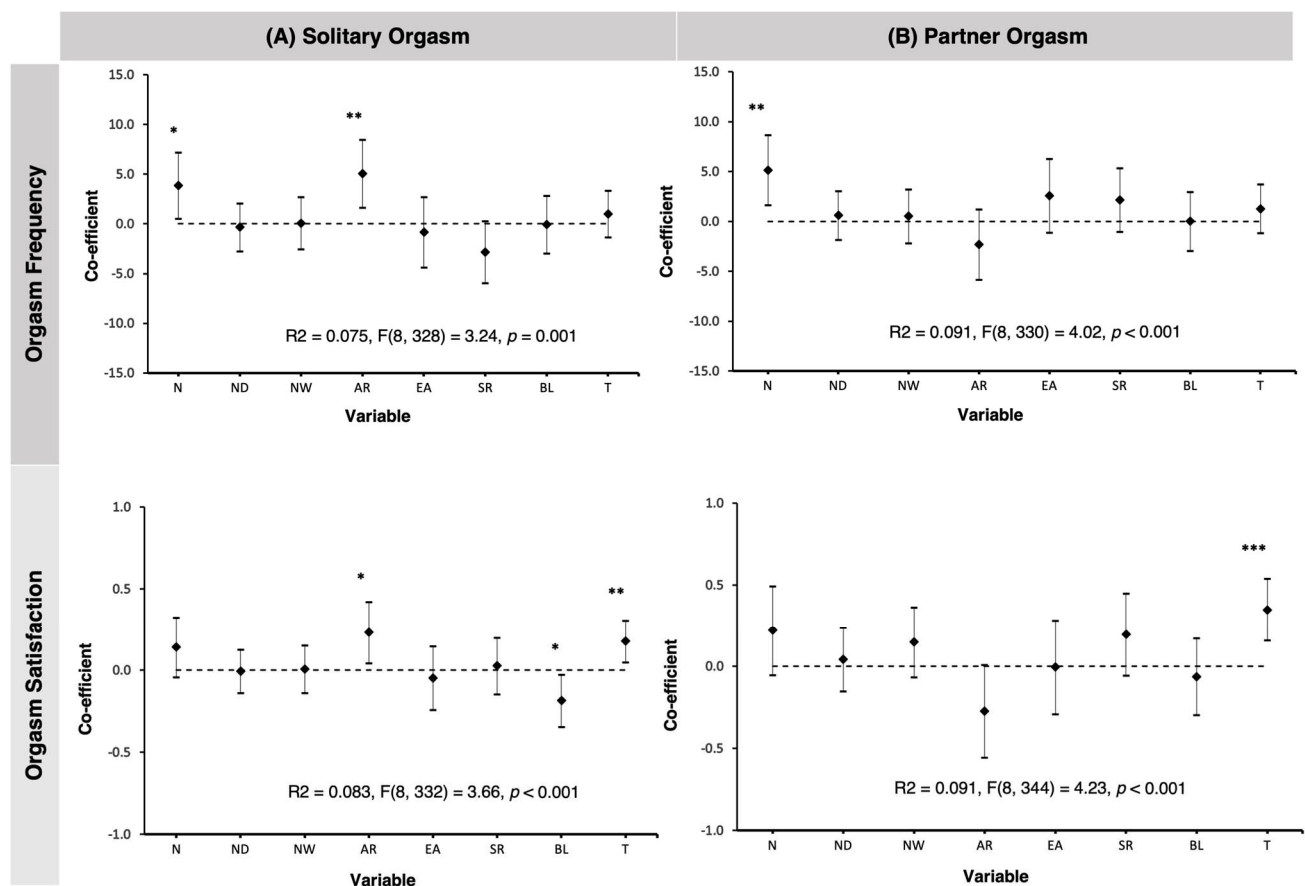 (A) Solitary Orgasm
(B) Partner Orgasm
Orgasm Frequency
15.0
10.0
5.0
0.0
-5.0
-10.0
-15.0
Co-efficient
*
**
R2 = 0.075, F(8, 328) = 3.24, p = 0.001
N ND NW AR EA SR BL T
Variable
15.0
10.0
5.0
0.0
-5.0
-10.0
-15.0
Co-efficient
**
R2 = 0.091, F(8, 330) = 4.02, p < 0.001
N ND NW AR EA SR BL T
Variable
Orgasm Satisfaction
1.0
0.5
0.0
-0.5
-1.0
Co-efficient
*
*
**
R2 = 0.083, F(8, 332) = 3.66, p < 0.001
N ND NW AR EA SR BL T
Variable
1.0
0.5
0.0
-0.5
-1.0
Co-efficient
***
R2 = 0.091, F(8, 344) = 4.23, p < 0.001
N ND NW AR EA SR BL T
Variable